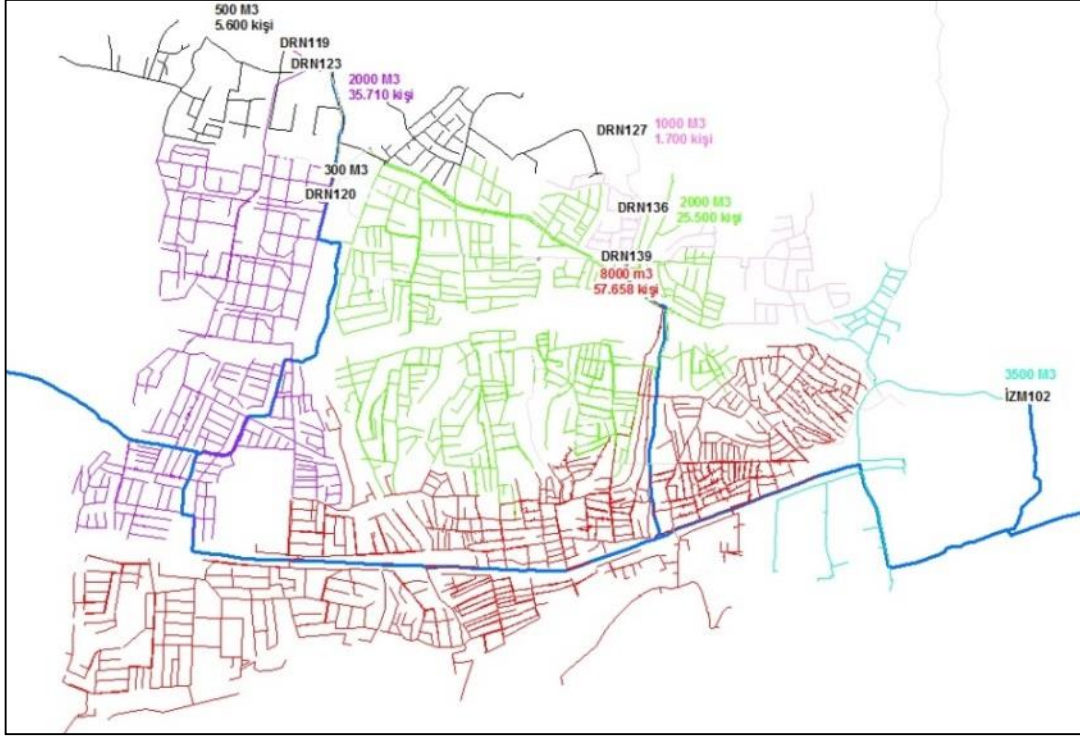 500 M3
5.600 kişi
DRN119
DRN123
2000 M3
35.710 kişi
DRN127
1000 M3
1.700 kişi
300 M3
DRN120
DRN136
2000 M3
25.500 kişi
DRN139
8000 m3
57.658 kişi
3500 M3
İZM102